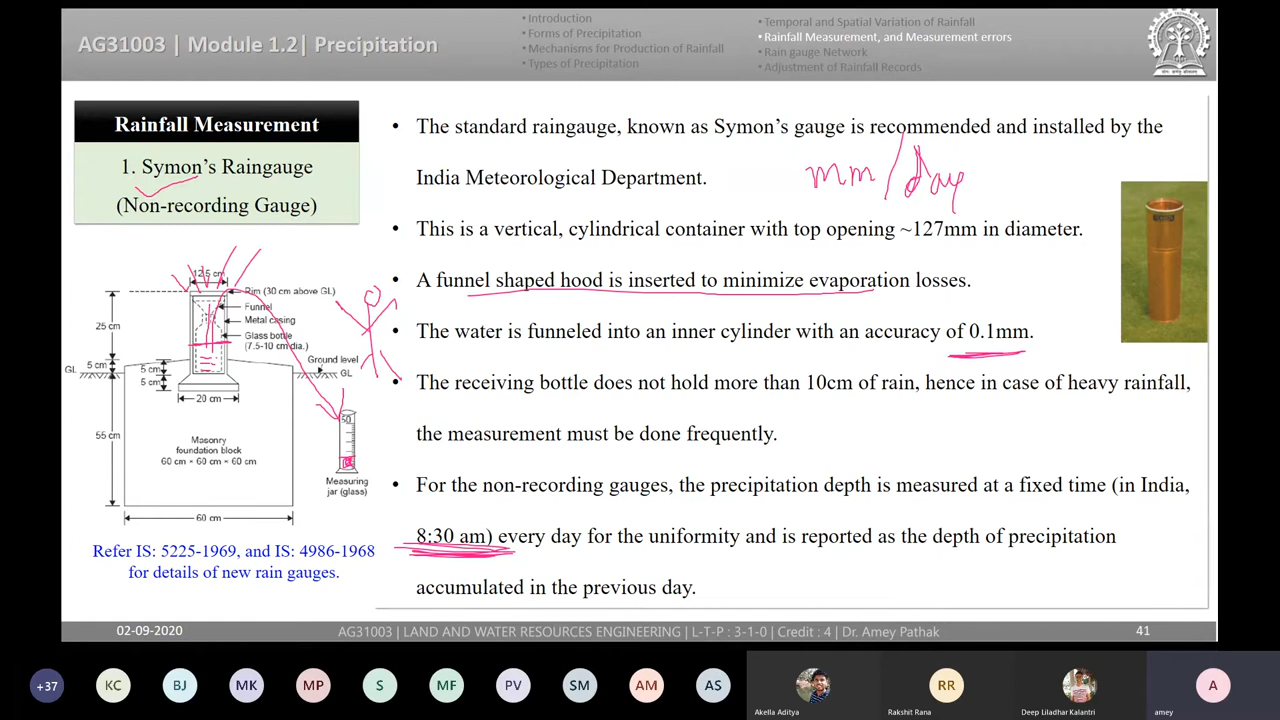 AG31003 | Module 1.2| Precipitation
Introduction
Forms of Precipitation
Mechanisms for Production of Rainfall
Types of Precipitation
Temporal and Spatial Variation of Rainfall
Rainfall Measurement, and Measurement errors
Rain gauge Network
Adjustment of Rainfall Records
Rainfall Measurement
1. Symon's Raingauge
(Non-recording Gauge)
• The standard raingauge, known as Symon's gauge is recommended and installed by the
India Meteorological Department.
mm/day
• This is a vertical, cylindrical container with top opening ~127mm in diameter.
• A funnel shaped hood is inserted to minimize evaporation losses.
• The water is funneled into an inner cylinder with an accuracy of 0.1mm.
• The receiving bottle does not hold more than 10cm of rain, hence in case of heavy rainfall,
the measurement must be done frequently.
• For the non-recording gauges, the precipitation depth is measured at a fixed time (in India,
8:30 am) every day for the uniformity and is reported as the depth of precipitation
accumulated in the previous day.
12.5 cm
Rim (30 cm above GL)
Funnel
Metal casing
Glass bottle
(7.5-10 cm dia.)
25 cm
5 cm
5 cm
5 cm
GL
Ground level
GL
20 cm
50
55 cm
Masonry
foundation block
60 cm × 60 cm × 60 cm
Measuring
jar (glass)
60 cm
Refer IS: 5225-1969, and IS: 4986-1968
for details of new rain gauges.
02-09-2020
AG31003 | LAND AND WATER RESOURCES ENGINEERING | L-T-P : 3-1-0 | Credit : 4 | Dr. Amey Pathak
41
+37
KC
BJ
MK
MP
S
MF
PV
SM
AM
AS
RR
A
Akella Aditya
Rakshit Rana
Deep Liladhar Kalantri
amey